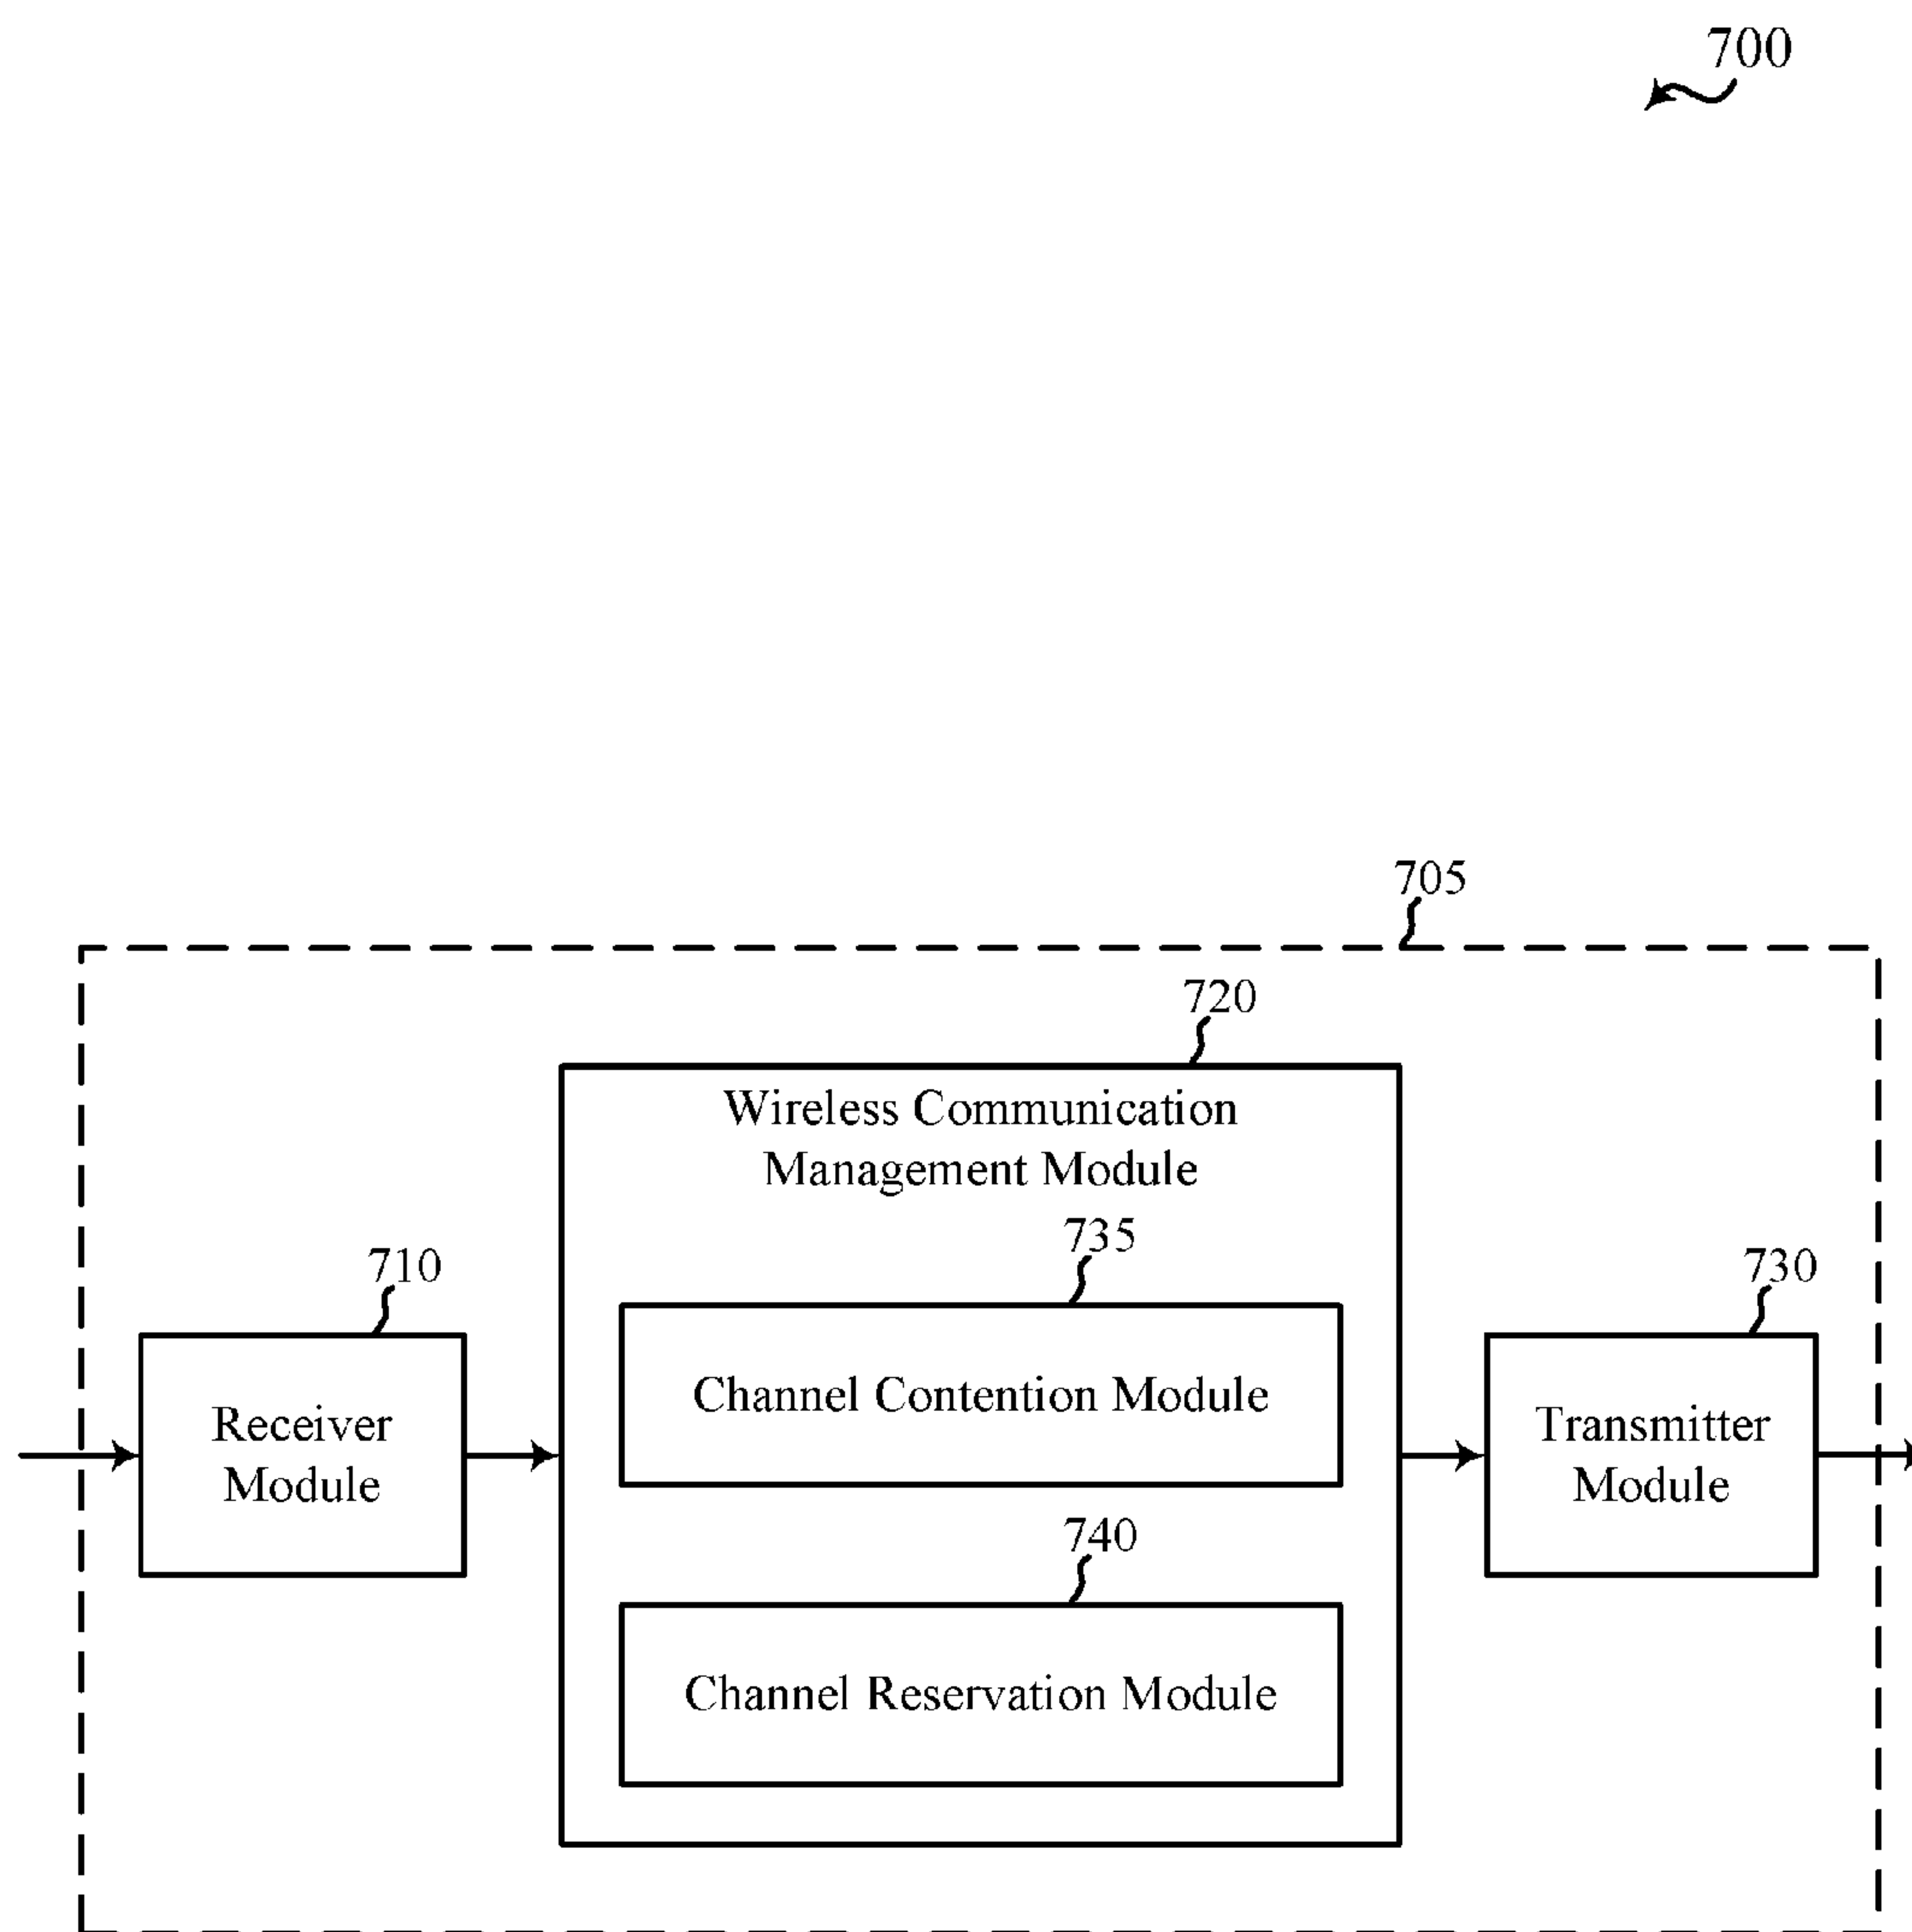 700
705
720
Wireless Communication
Management Module
735
710
730
Channel Contention Module
Receiver
Module
Transmitter
Module
740
Channel Reservation Module